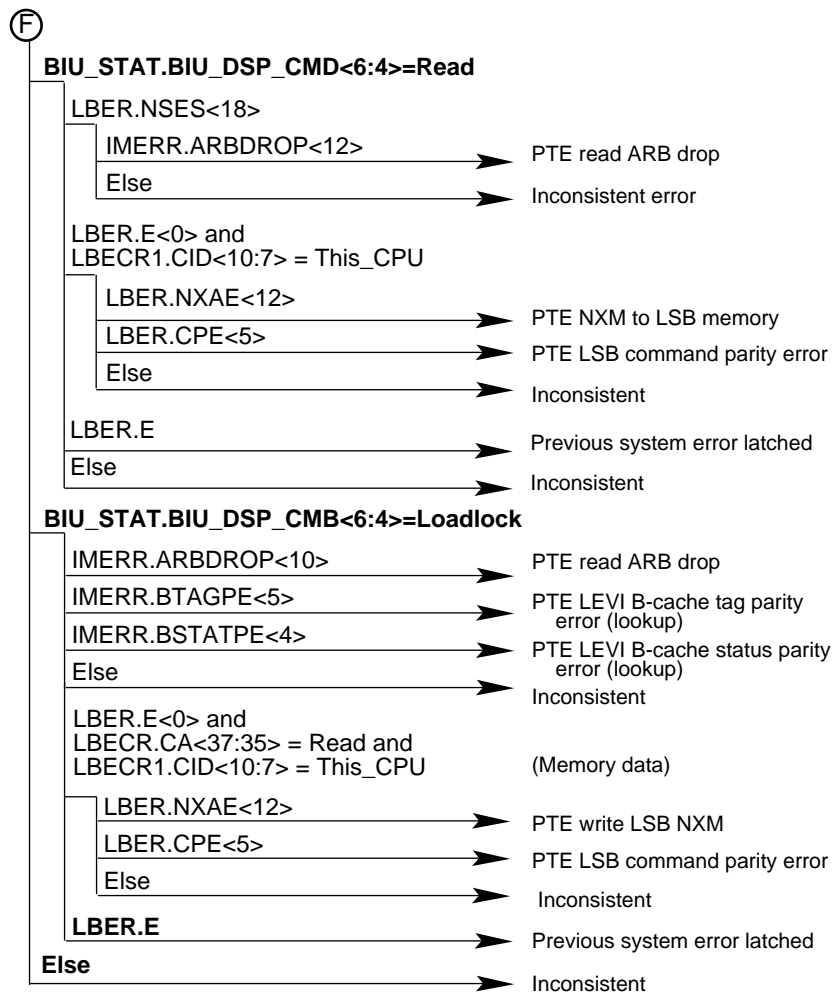 F
BIU_STAT.BIU_DSP_CMD<6:4>=Read
LBER.NSES<18>
IMERR.ARBDROP<12>
PTE read ARB drop
Else
Inconsistent error
LBER.E<0> and
LBECR1.CID<10:7> = This_CPU
LBER.NXAE<12>
PTE NXM to LSB memory
LBER.CPE<5>
PTE LSB command parity error
Else
Inconsistent
LBER.E
Previous system error latched
Else
Inconsistent
BIU_STAT.BIU_DSP_CMB<6:4>=Loadlock
IMERR.ARBDROP<10>
PTE read ARB drop
IMERR.BTAGPE<5>
PTE LEVI B-cache tag parity
error (lookup)
IMERR.BSTATPE<4>
PTE LEVI B-cache status parity
error (lookup)
Else
Inconsistent
LBER.E<0> and
LBECR.CA<37:35> = Read and
LBECR1.CID<10:7> = This_CPU
(Memory data)
LBER.NXAE<12>
PTE write LSB NXM
LBER.CPE<5>
PTE LSB command parity error
Else
Inconsistent
LBER.E
Previous system error latched
Else
Inconsistent